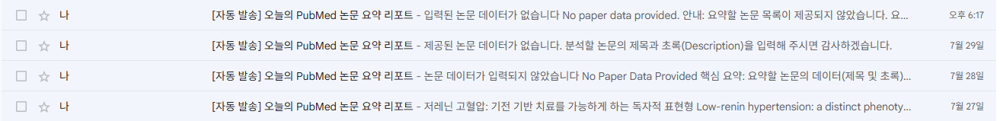 나 [자동 발송] 오늘의 PubMed 논문 요약 리포트 - 입력된 논문 데이터가 없습니다 No paper data provided. 안내: 요약할 논문 목록이 제공되지 않았습니다. 요... 오후 6:17
나 [자동 발송] 오늘의 PubMed 논문 요약 리포트 - 제공된 논문 데이터가 없습니다. 분석할 논문의 제목과 초록(Description)을 입력해 주시면 감사하겠습니다. 7월 29일
나 [자동 발송] 오늘의 PubMed 논문 요약 리포트 - 논문 데이터가 입력되지 않았습니다 No Paper Data Provided 핵심 요약: 요약할 논문의 데이터(제목 및 초록)... 7월 28일
나 [자동 발송] 오늘의 PubMed 논문 요약 리포트 - 저레닌 고혈압: 기전 기반 치료를 가능하게 하는 독자적 표현형 Low-renin hypertension: a distinct phenoty... 7월 27일